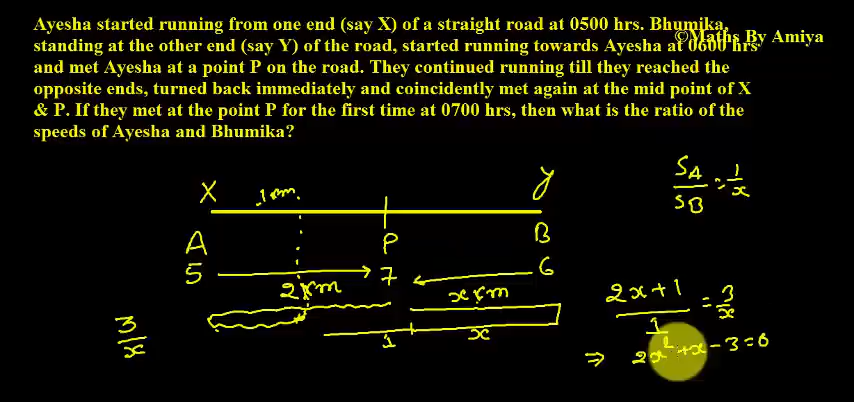 Ayesha started running from one end (say X) of a straight road at 0500 hrs. Bhumika,
standing at the other end (say Y) of the road, started running towards Ayesha at 0600 hrs
©Maths By Amiya
and met Ayesha at a point P on the road. They continued running till they reached the
opposite ends, turned back immediately and coincidently met again at the mid point of X
& P. If they met at the point P for the first time at 0700 hrs, then what is the ratio of the
speeds of Ayesha and Bhumika?
SA/SB = 1/x
X 1km Y
A P B
5 7 6
2km xkm
3/x
1 x
2x+1/1 = 3/x
⇒ 2x²+x-3=0